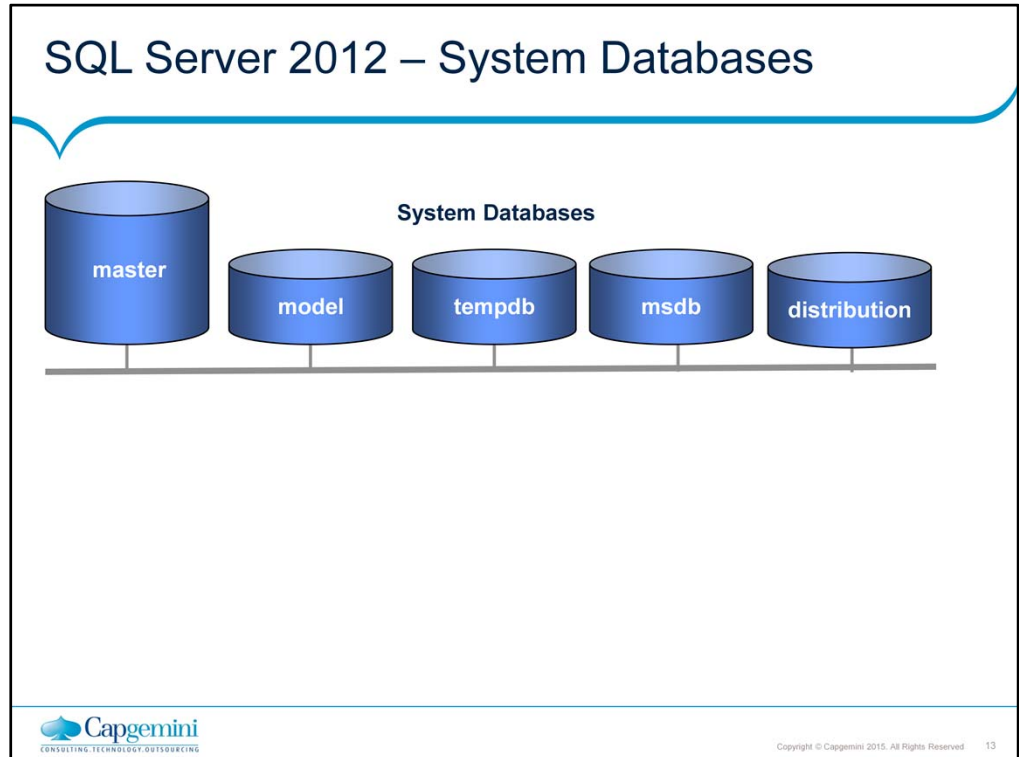 SQL Server 2012 – System Databases
System Databases
master
model
tempdb
msdb
distribution
Capgemini
CONSULTING.TECHNOLOGY.OUTSOURCING
Copyright © Capgemini 2015. All Rights Reserved 13